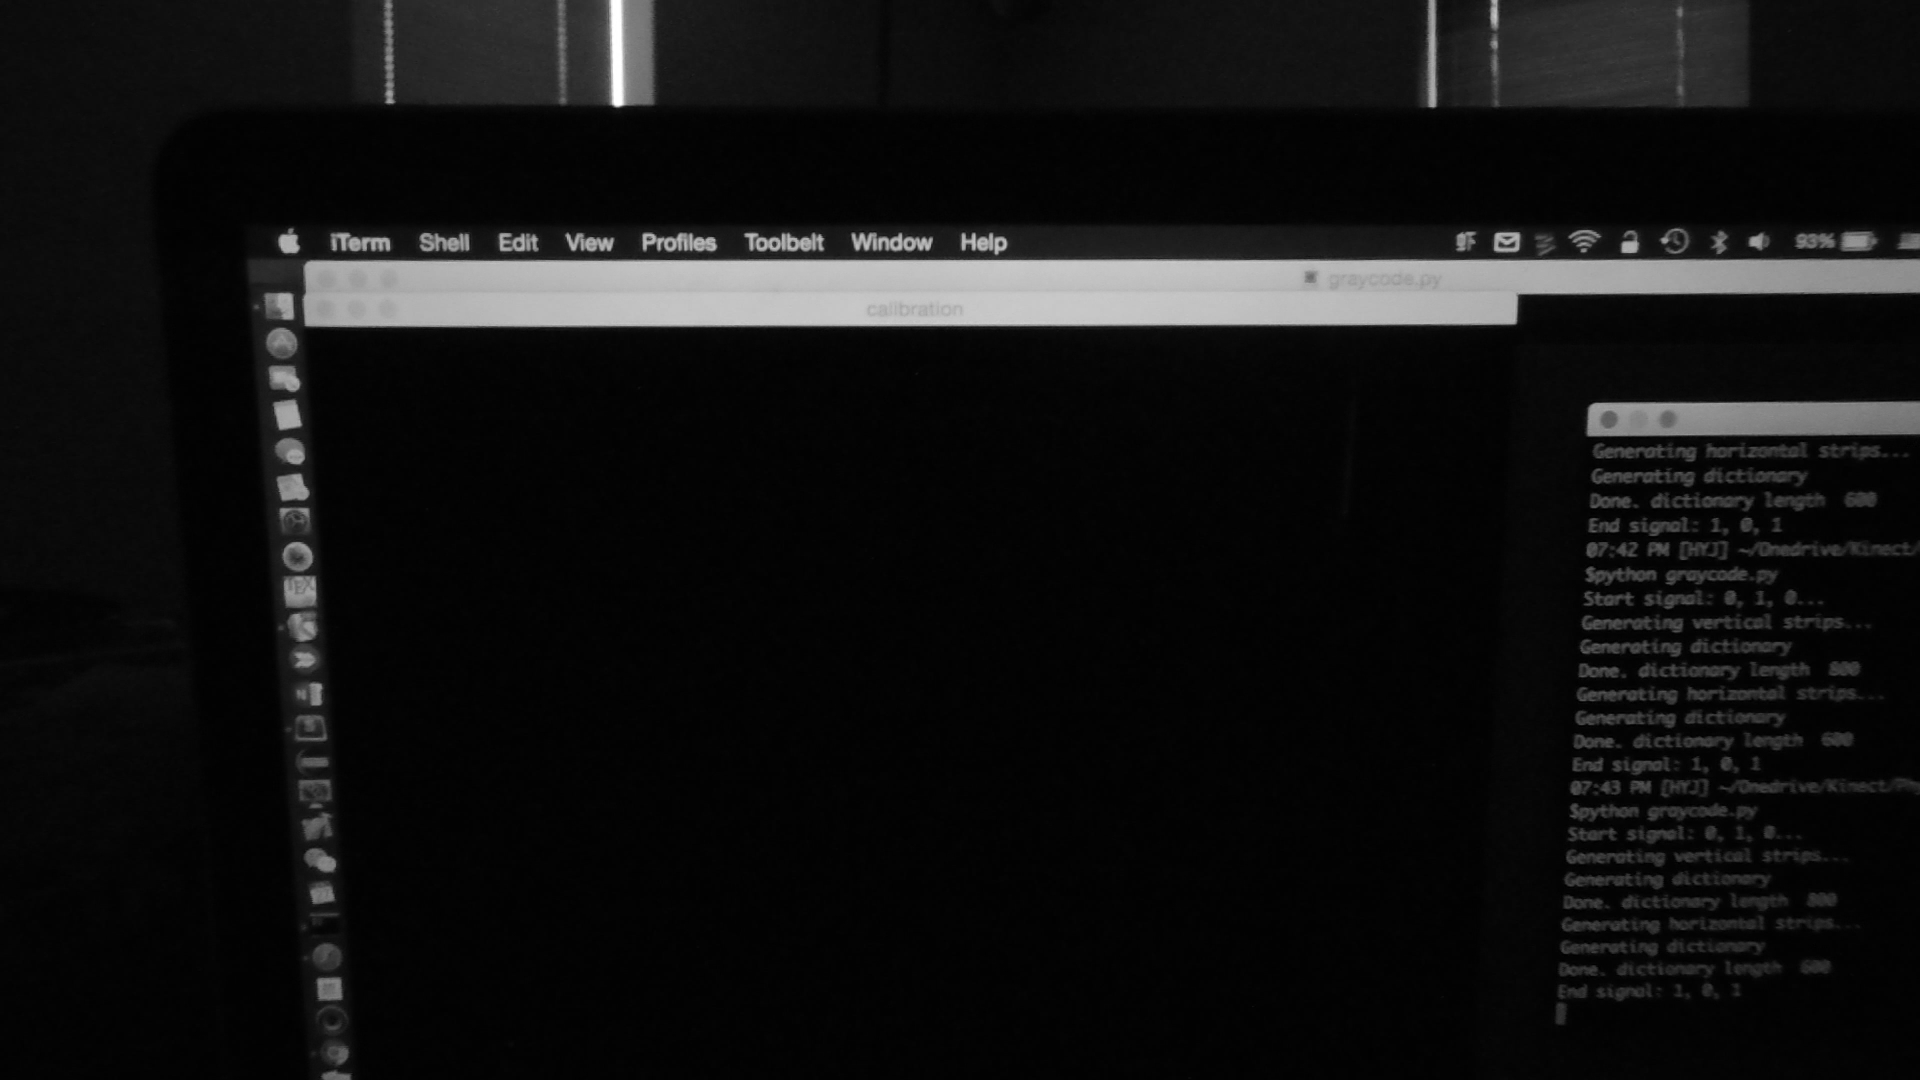 iTerm Shell Edit View Profiles Toolbelt Window Help 93%
graycode.py
calibration
Generating horizontal strips...
Generating dictionary
Done. dictionary length 600
End signal: 1, 0, 1
07:42 PM [HYJ] ~/Onedrive/Kinect/
$python graycode.py
Start signal: 0, 1, 0...
Generating vertical strips...
Generating dictionary
Done. dictionary length 800
Generating horizontal strips...
Generating dictionary
Done. dictionary length 600
End signal: 1, 0, 1
07:43 PM [HYJ] ~/Onedrive/Kinect/Ph
$python graycode.py
Start signal: 0, 1, 0...
Generating vertical strips...
Generating dictionary
Done. dictionary length 800
Generating horizontal strips...
Generating dictionary
Done. dictionary length 600
End signal: 1, 0, 1